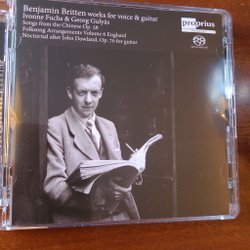 Benjamin Britten works for voice & guitar
Ivonne Fuchs & Georg Gulyás
Songs from the Chinese Op. 58
Folksong Arrangements Volume 6 England
Nocturnal after John Dowland, Op. 70 for guitar
proprius